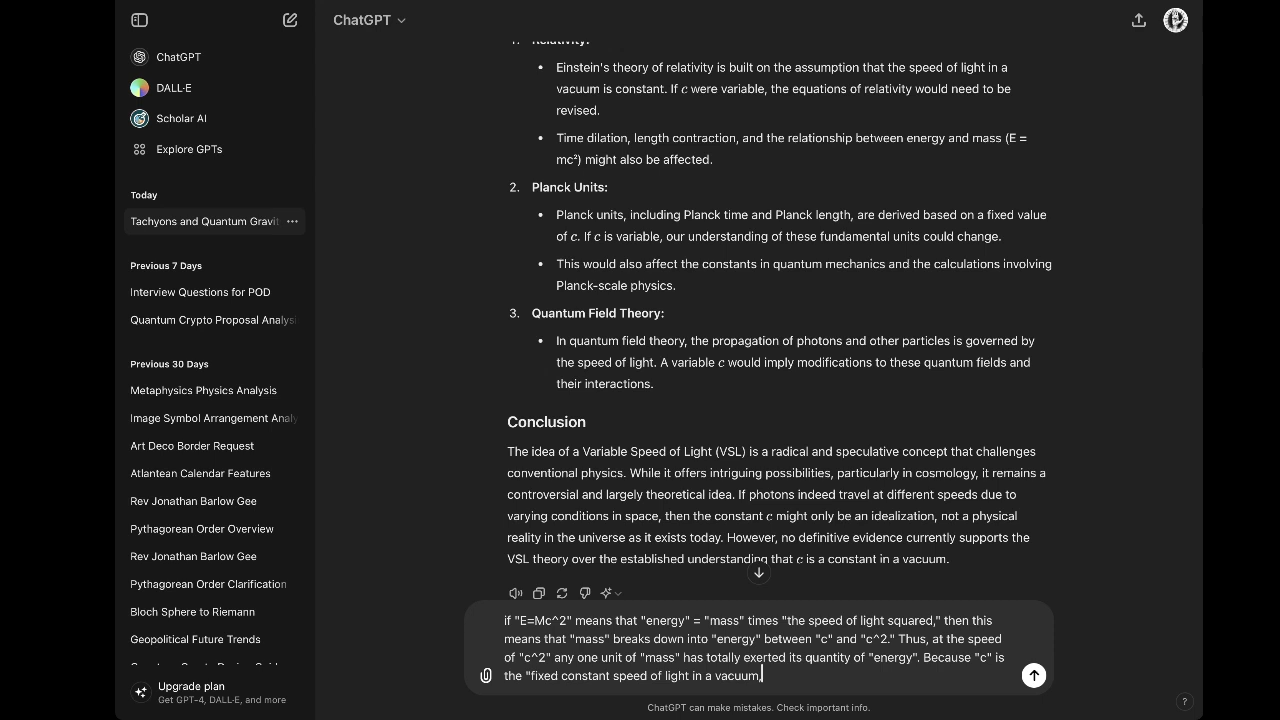 ChatGPT
DALL·E
Scholar AI
Explore GPTs
Today
Tachyons and Quantum Gravit
Previous 7 Days
Interview Questions for POD
Quantum Crypto Proposal Analysi
Previous 30 Days
Metaphysics Physics Analysis
Image Symbol Arrangement Analy
Art Deco Border Request
Atlantean Calendar Features
Rev Jonathan Barlow Gee
Pythagorean Order Overview
Rev Jonathan Barlow Gee
Pythagorean Order Clarification
Bloch Sphere to Riemann
Geopolitical Future Trends
Upgrade plan
Get GPT-4, DALL·E, and more
ChatGPT
1. Relativity:
• Einstein's theory of relativity is built on the assumption that the speed of light in a
vacuum is constant. If c were variable, the equations of relativity would need to be
revised.
• Time dilation, length contraction, and the relationship between energy and mass (E =
mc²) might also be affected.
2. Planck Units:
• Planck units, including Planck time and Planck length, are derived based on a fixed value
of c. If c is variable, our understanding of these fundamental units could change.
• This would also affect the constants in quantum mechanics and the calculations involving
Planck-scale physics.
3. Quantum Field Theory:
• In quantum field theory, the propagation of photons and other particles is governed by
the speed of light. A variable c would imply modifications to these quantum fields and
their interactions.
Conclusion
The idea of a Variable Speed of Light (VSL) is a radical and speculative concept that challenges
conventional physics. While it offers intriguing possibilities, particularly in cosmology, it remains a
controversial and largely theoretical idea. If photons indeed travel at different speeds due to
varying conditions in space, then the constant c might only be an idealization, not a physical
reality in the universe as it exists today. However, no definitive evidence currently supports the
VSL theory over the established understanding that c is a constant in a vacuum.
if "E=Mc^2" means that "energy" = "mass" times "the speed of light squared," then this
means that "mass" breaks down into "energy" between "c" and "c^2." Thus, at the speed
of "c^2" any one unit of "mass" has totally exerted its quantity of "energy". Because "c" is
the "fixed constant speed of light in a vacuum,
ChatGPT can make mistakes. Check important info.
?